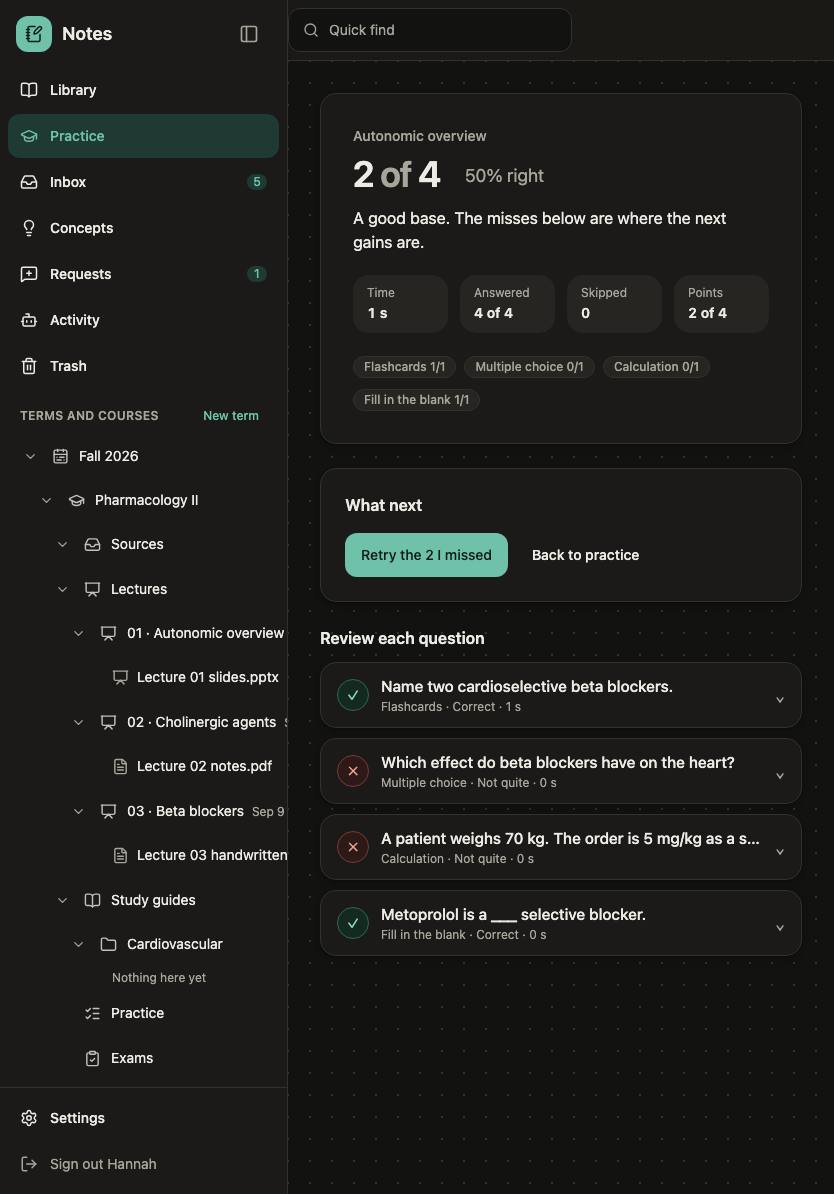 Notes
Quick find
Library
Practice
Inbox 5
Concepts
Requests 1
Activity
Trash
TERMS AND COURSES New term
Fall 2026
Pharmacology II
Sources
Lectures
01 · Autonomic overview
Lecture 01 slides.pptx
02 · Cholinergic agents
Lecture 02 notes.pdf
03 · Beta blockers Sep 9
Lecture 03 handwritten
Study guides
Cardiovascular
Nothing here yet
Practice
Exams
Settings
Sign out Hannah
Autonomic overview
2 of 4 50% right
A good base. The misses below are where the next
gains are.
Time
1 s
Answered
4 of 4
Skipped
0
Points
2 of 4
Flashcards 1/1 Multiple choice 0/1 Calculation 0/1
Fill in the blank 1/1
What next
Retry the 2 I missed Back to practice
Review each question
Name two cardioselective beta blockers.
Flashcards · Correct · 1 s
Which effect do beta blockers have on the heart?
Multiple choice · Not quite · 0 s
A patient weighs 70 kg. The order is 5 mg/kg as a s...
Calculation · Not quite · 0 s
Metoprolol is a ___ selective blocker.
Fill in the blank · Correct · 0 s